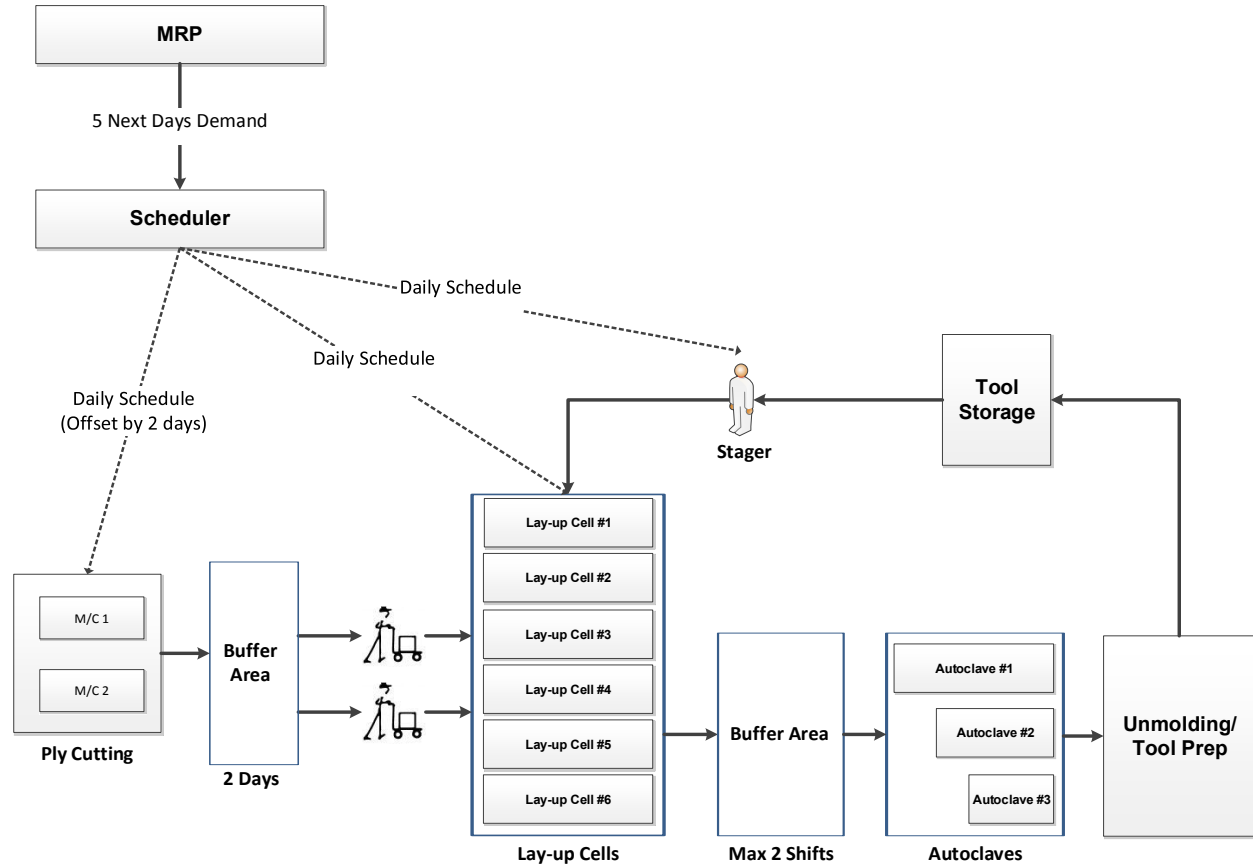 MRP
5 Next Days Demand
Scheduler
Daily Schedule
Daily Schedule
Daily Schedule
(Offset by 2 days)
Tool
Storage
Stager
Lay-up Cell #1
Lay-up Cell #2
Lay-up Cell #3
Lay-up Cell #4
Lay-up Cell #5
Lay-up Cell #6
Lay-up Cells
M/C 1
M/C 2
Ply Cutting
Buffer
Area
2 Days
Buffer Area
Max 2 Shifts
Autoclave #1
Autoclave #2
Autoclave #3
Autoclaves
Unmolding/
Tool Prep